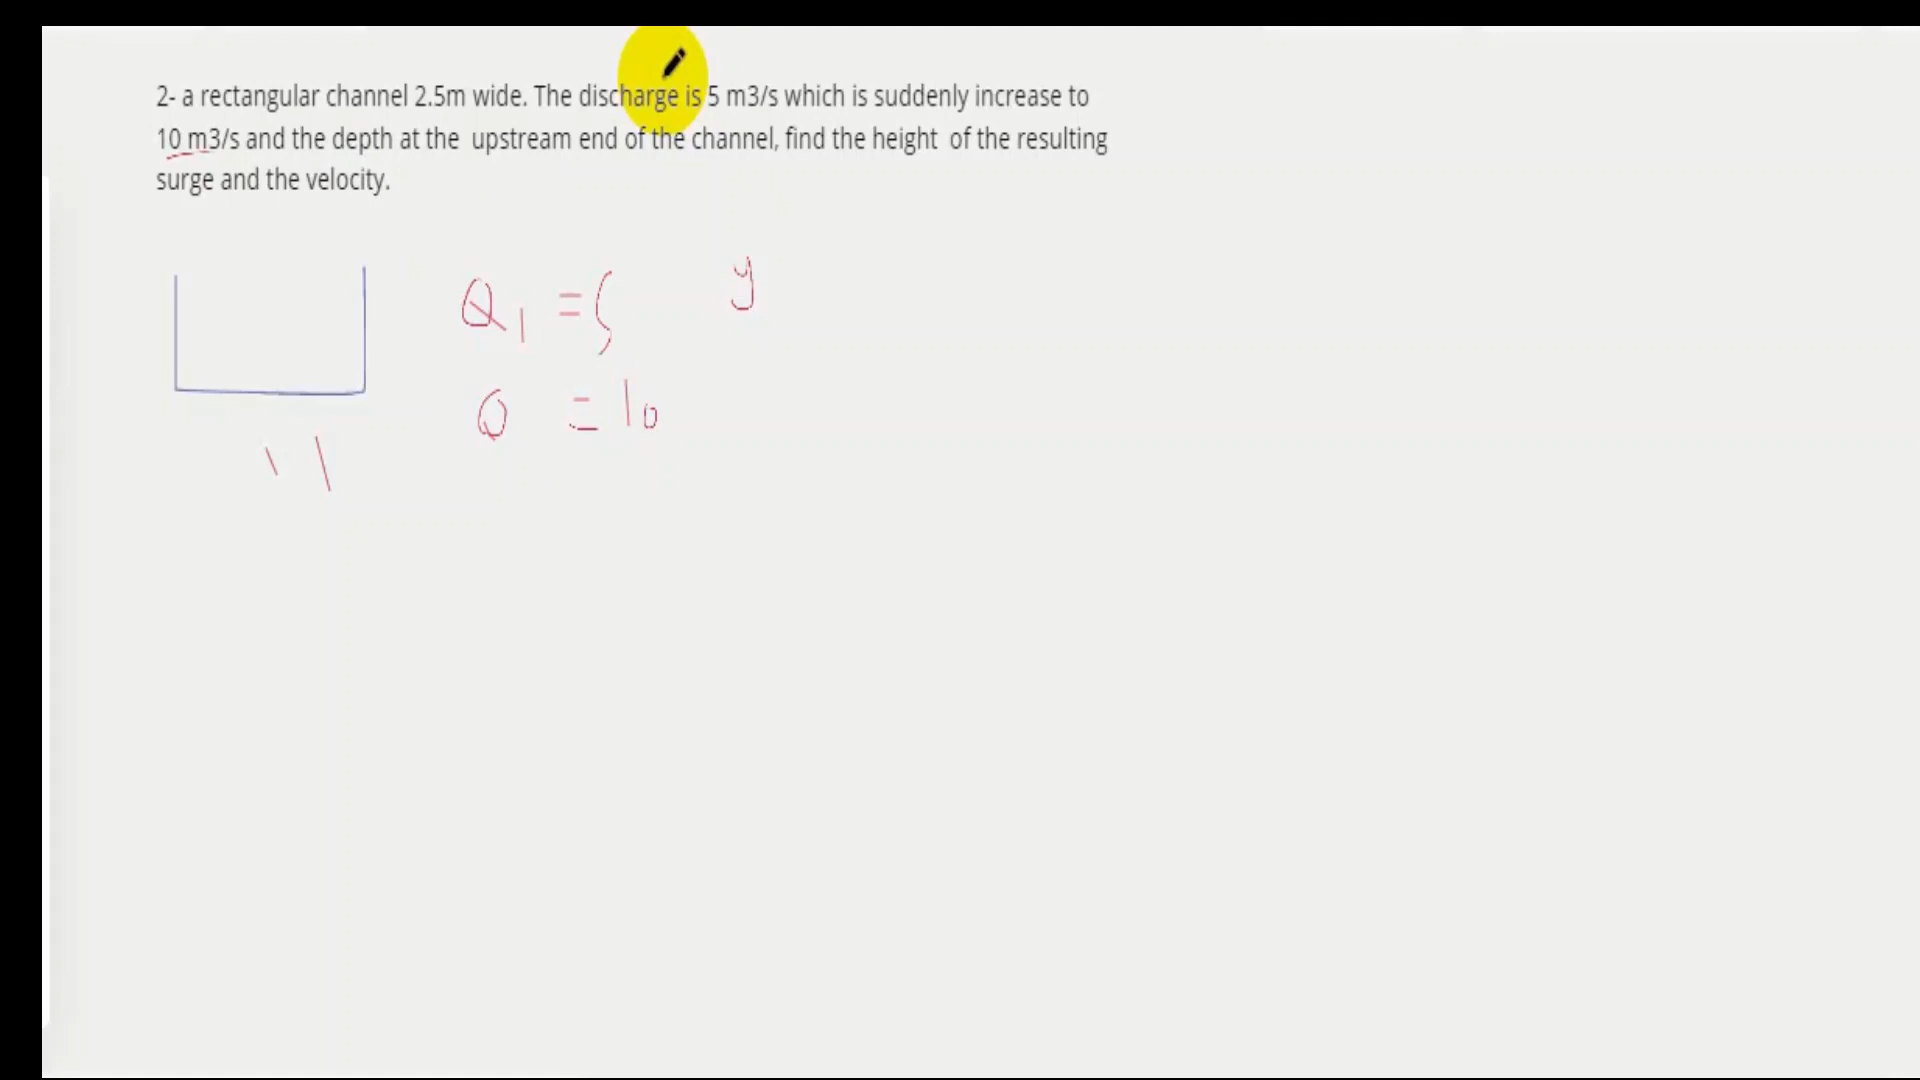 2- a rectangular channel 2.5m wide. The discharge is 5 m3/s which is suddenly increase to
10 m3/s and the depth at the upstream end of the channel, find the height of the resulting
surge and the velocity.
Q1 = 5 y
Q = 10